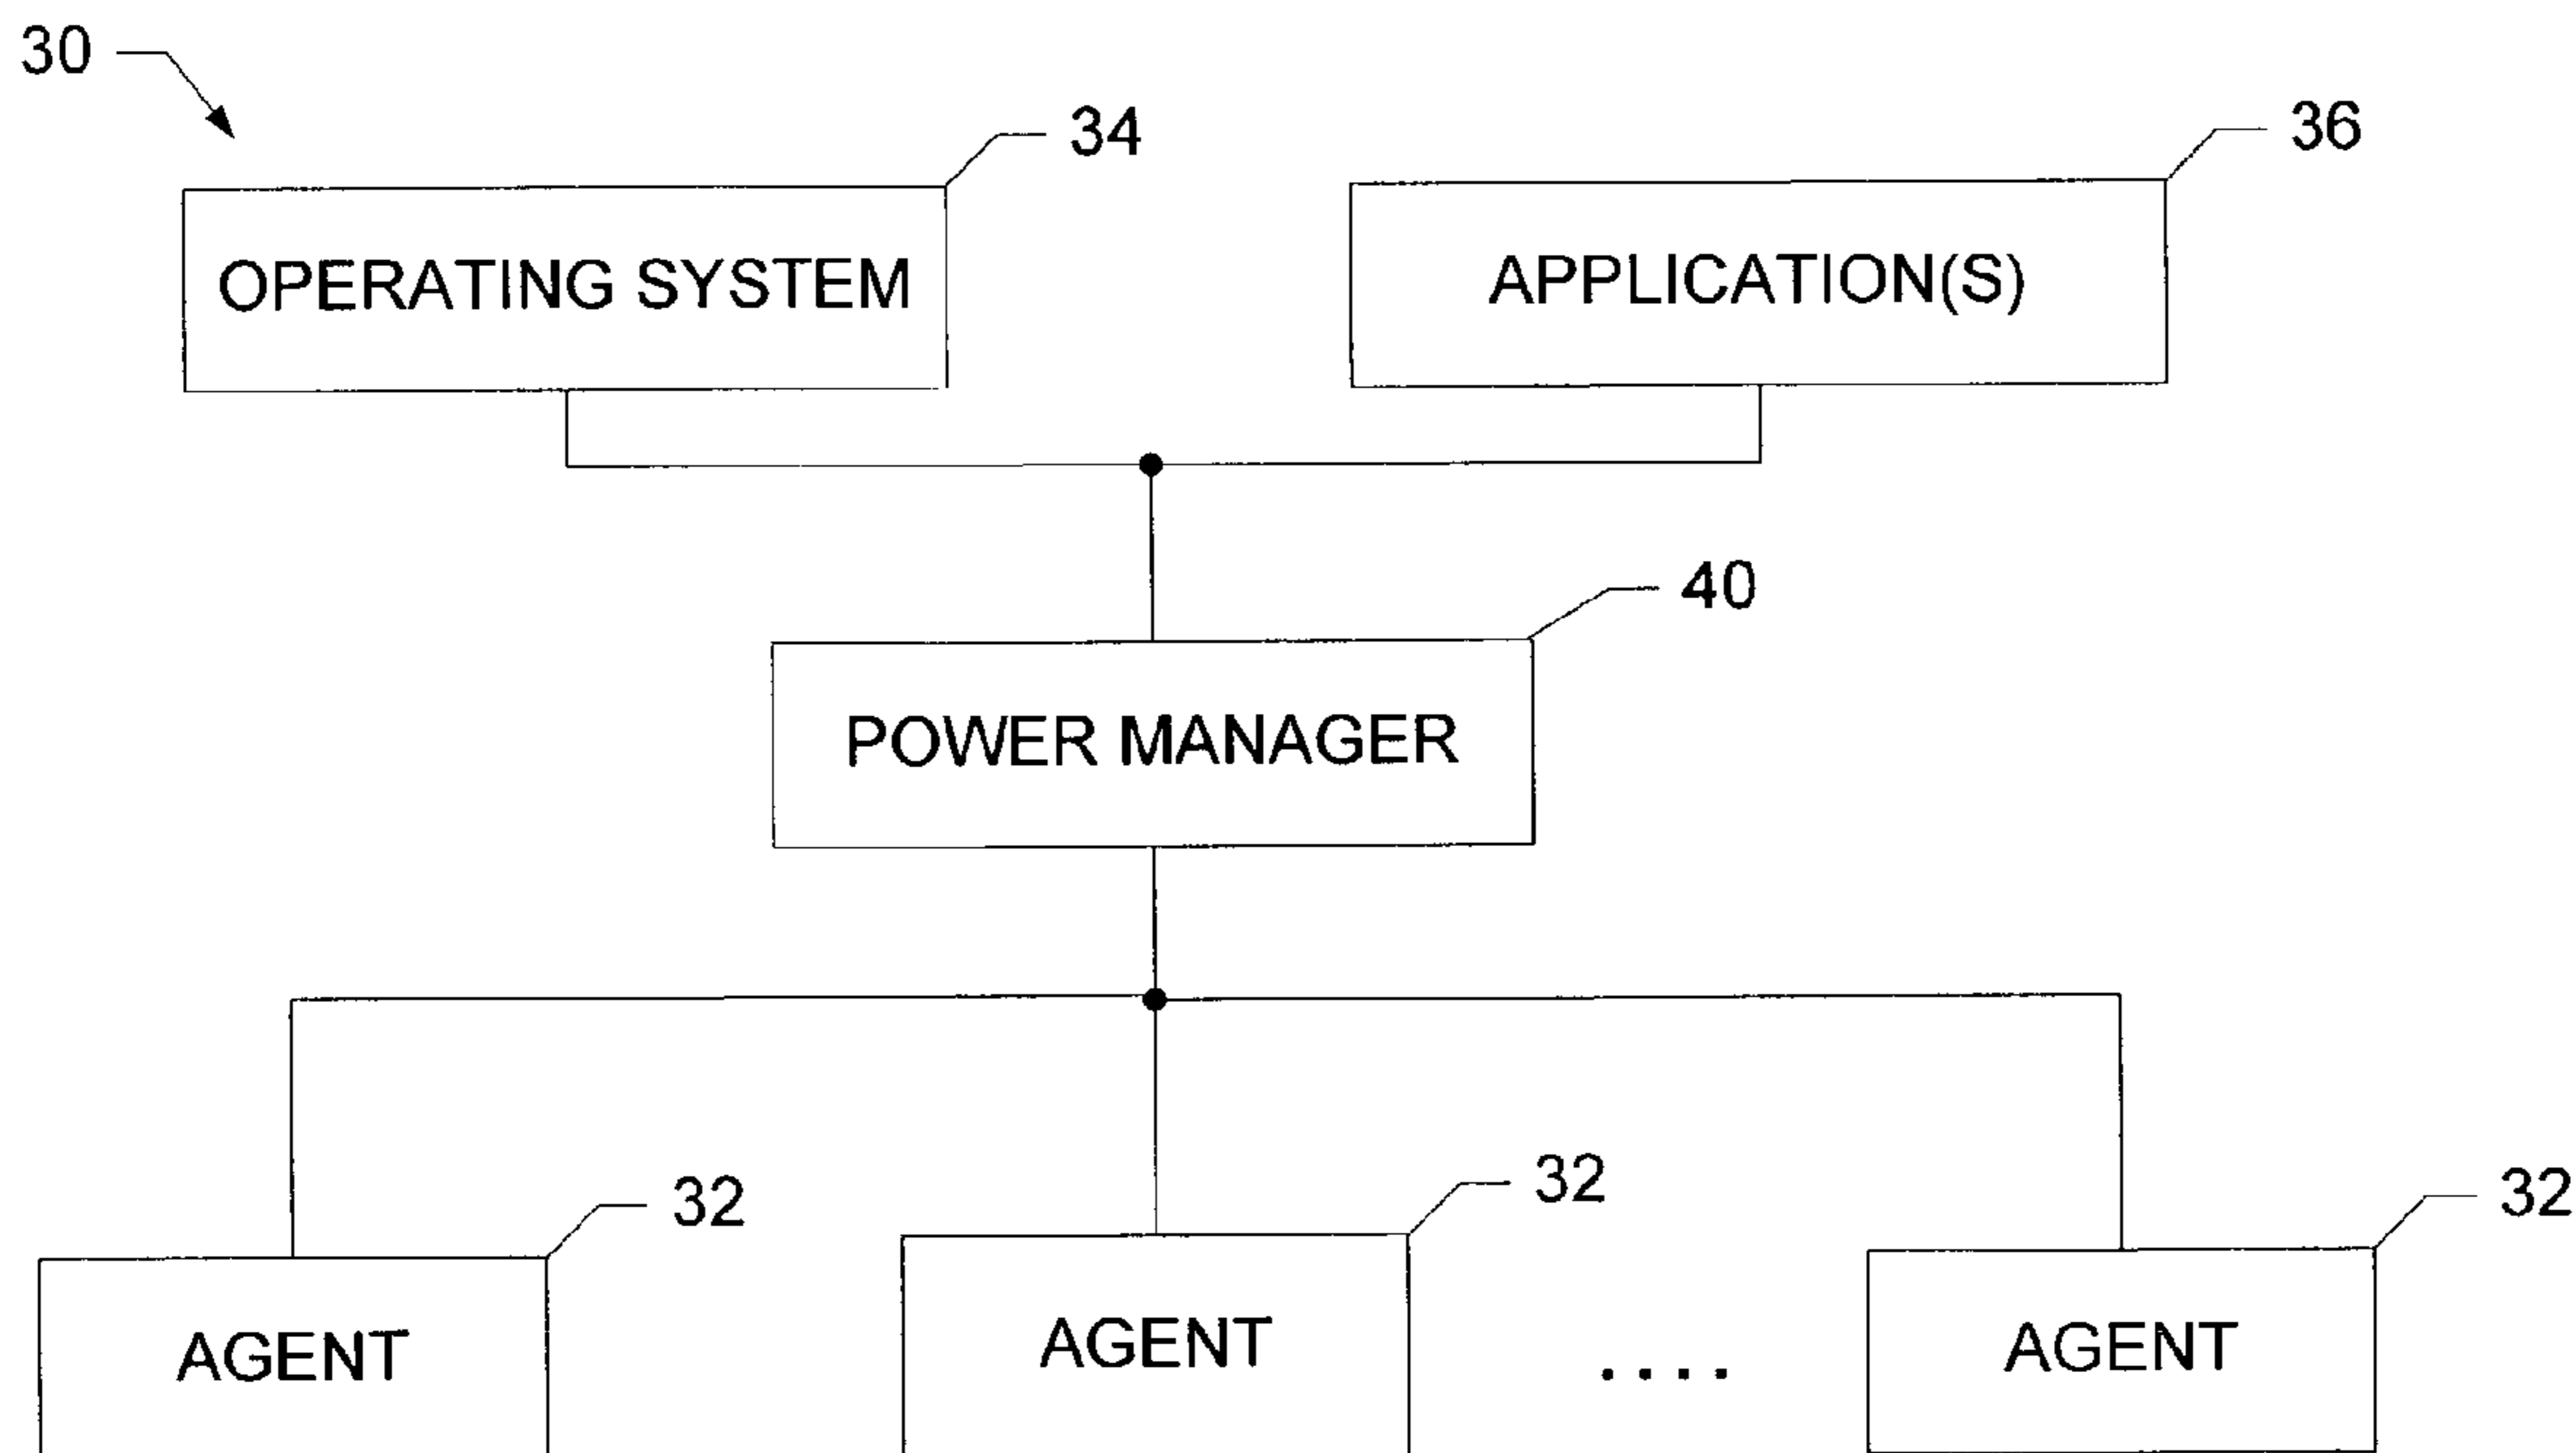 30
34
36
OPERATING SYSTEM
APPLICATION(S)
40
POWER MANAGER
32
32
32
AGENT
AGENT
....
AGENT